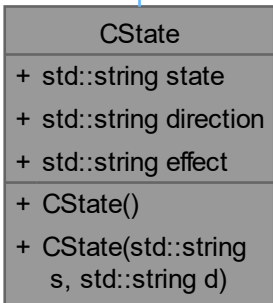 CState
+ std::string state
+ std::string direction
+ std::string effect
+ CState()
+ CState(std::string
s, std::string d)